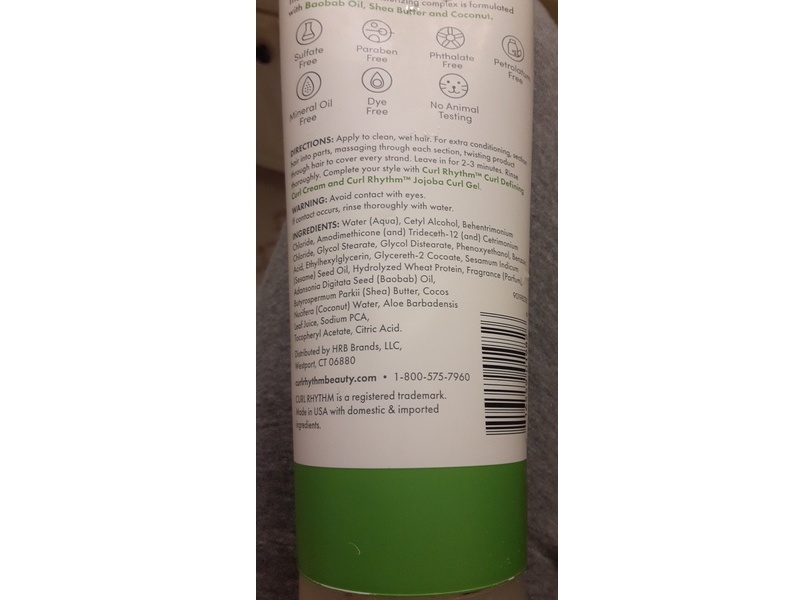 complex is formulated
with Baobab Oil, Shea Butter and Coconut.
Sulfate
Free
Paraben
Free
Phthalate
Free
Petrolatum
Free
Mineral Oil
Free
Dye
Free
No Animal
Testing
DIRECTIONS: Apply to clean, wet hair. For extra conditioning, section
hair into parts, massaging through each section, twisting product
through hair to cover every strand. Leave in for 2-3 minutes. Rinse
thoroughly. Complete your style with Curl Rhythm™ Curl Defining
Curl Cream and Curl Rhythm™ Jojoba Curl Gel.
WARNING: Avoid contact with eyes.
If contact occurs, rinse thoroughly with water.
INGREDIENTS: Water (Aqua), Cetyl Alcohol, Behentrimonium
Chloride, Amodimethicone (and) Trideceth-12 (and) Cetrimonium
Chloride, Glycol Stearate, Glycol Distearate, Phenoxyethanol, Benzoic
Acid, Ethylhexylglycerin, Glycereth-2 Cocoate, Sesamum Indicum
(Sesame) Seed Oil, Hydrolyzed Wheat Protein, Fragrance (Parfum),
Adansonia Digitata Seed (Baobab) Oil,
Butyrospermum Parkii (Shea) Butter, Cocos
Nucifera (Coconut) Water, Aloe Barbadensis
Leaf Juice, Sodium PCA,
Tocopheryl Acetate, Citric Acid.
Distributed by HRB Brands, LLC,
Westport, CT 06880
curlrhythmbeauty.com • 1-800-575-7960
CURL RHYTHM is a registered trademark.
Made in USA with domestic & imported
ingredients.